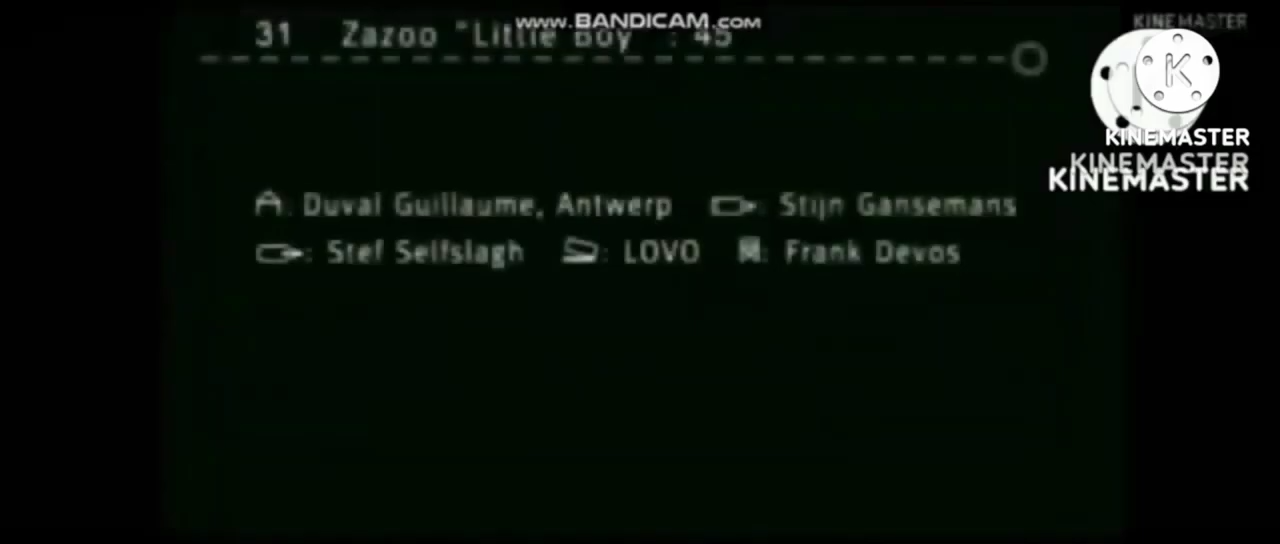 www.BANDICAM.com
KINEMASTER
31 Zazoo "Little Boy" : 45
KINEMASTER
KINEMASTER
KINEMASTER
A: Duval Guillaume, Antwerp : Stijn Gansemans
: Stef Selfslagh : LOVO : Frank Devos